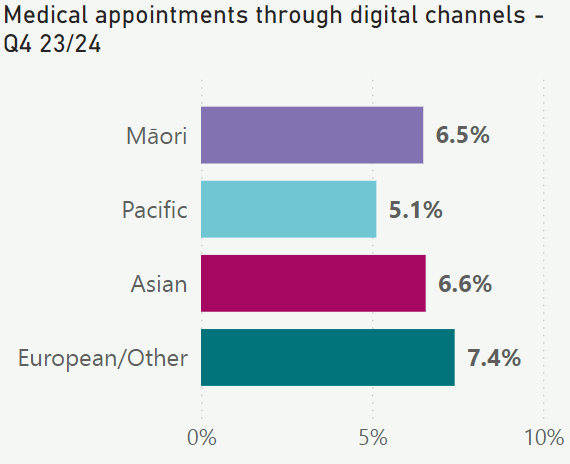 Medical appointments through digital channels -
Q4 23/24
Māori 6.5%
Pacific 5.1%
Asian 6.6%
European/Other 7.4%
0% 5% 10%